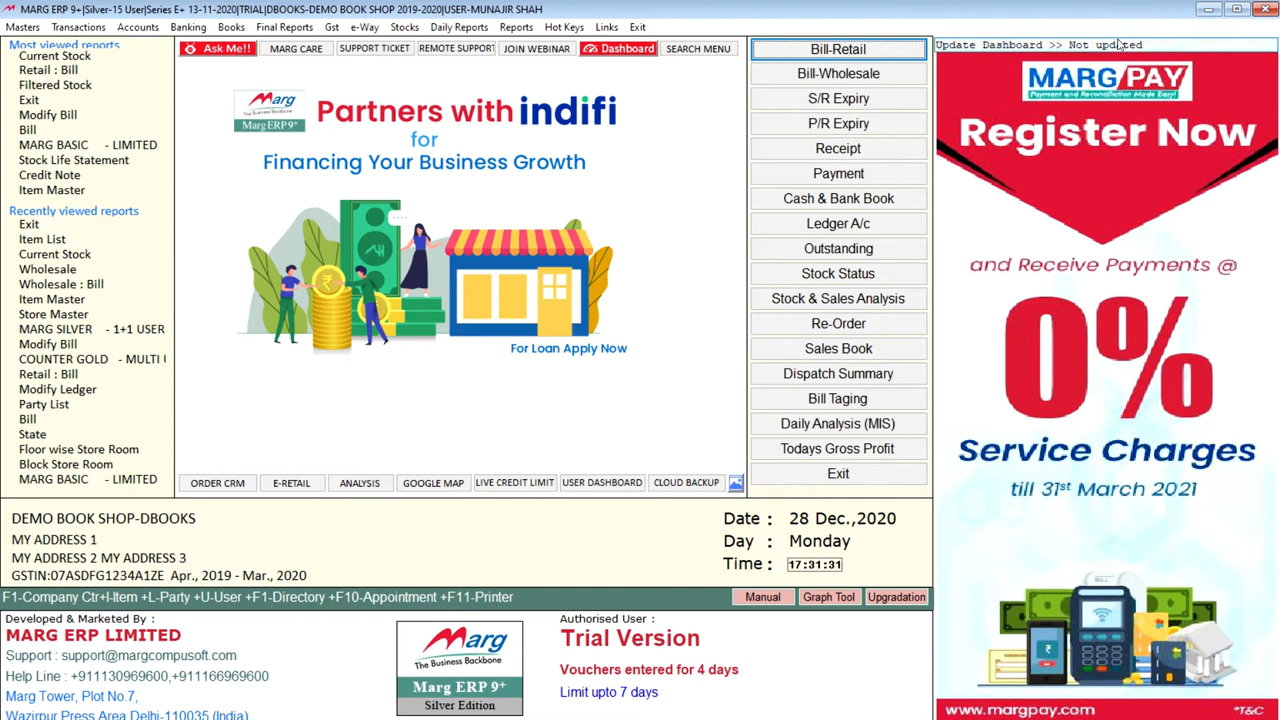 MARG ERP 9+|Silver-15 User|Series E+ 13-11-2020|TRIAL|DBOOKS-DEMO BOOK SHOP 2019-2020|USER-MUNAJIR SHAH
Masters Transactions Accounts Banking Books Final Reports Gst e-Way Stocks Daily Reports Reports Hot Keys Links Exit
Most viewed reports
Current Stock
Retail : Bill
Filtered Stock
Exit
Modify Bill
Bill
MARG BASIC - LIMITED
Stock Life Statement
Credit Note
Item Master
Recently viewed reports
Exit
Item List
Current Stock
Wholesale
Wholesale : Bill
Item Master
Store Master
MARG SILVER - 1+1 USER
Modify Bill
COUNTER GOLD - MULTI
Retail : Bill
Modify Ledger
Party List
Bill
State
Floor wise Store Room
Block Store Room
MARG BASIC - LIMITED
Ask Me!! MARG CARE SUPPORT TICKET REMOTE SUPPORT JOIN WEBINAR Dashboard SEARCH MENU
Marg
The Business Backbone
Marg ERP 9+
Partners with indifi
for
Financing Your Business Growth
For Loan Apply Now
ORDER CRM E-RETAIL ANALYSIS GOOGLE MAP LIVE CREDIT LIMIT USER DASHBOARD CLOUD BACKUP
Bill-Retail
Bill-Wholesale
S/R Expiry
P/R Expiry
Receipt
Payment
Cash & Bank Book
Ledger A/c
Outstanding
Stock Status
Stock & Sales Analysis
Re-Order
Sales Book
Dispatch Summary
Bill Tagging
Daily Analysis (MIS)
Todays Gross Profit
Exit
Update Dashboard >> Not updated
MARG PAY
Payment and Reconciliation Made Easy!
Register Now
and Receive Payments @
0%
Service Charges
till 31st March 2021
BILL
www.margpay.com *T&C
DEMO BOOK SHOP-DBOOKS
MY ADDRESS 1
MY ADDRESS 2 MY ADDRESS 3
GSTIN:07ASDFG1234A1ZE Apr., 2019 - Mar., 2020
Date : 28 Dec.,2020
Day : Monday
Time : 17:31:31
F1-Company Ctr+I-Item +L-Party +U-User +F1-Directory +F10-Appointment +F11-Printer
Manual Graph Tool Upgradation
Developed & Marketed By :
MARG ERP LIMITED
Support : support@margcompusoft.com
Help Line : +911130969600,+911166969600
Marg Tower, Plot No.7,
Wazirpur Press Area Delhi-110035 (India)
Marg
The Business Backbone
Marg ERP 9+
Silver Edition
Authorised User :
Trial Version
Vouchers entered for 4 days
Limit upto 7 days